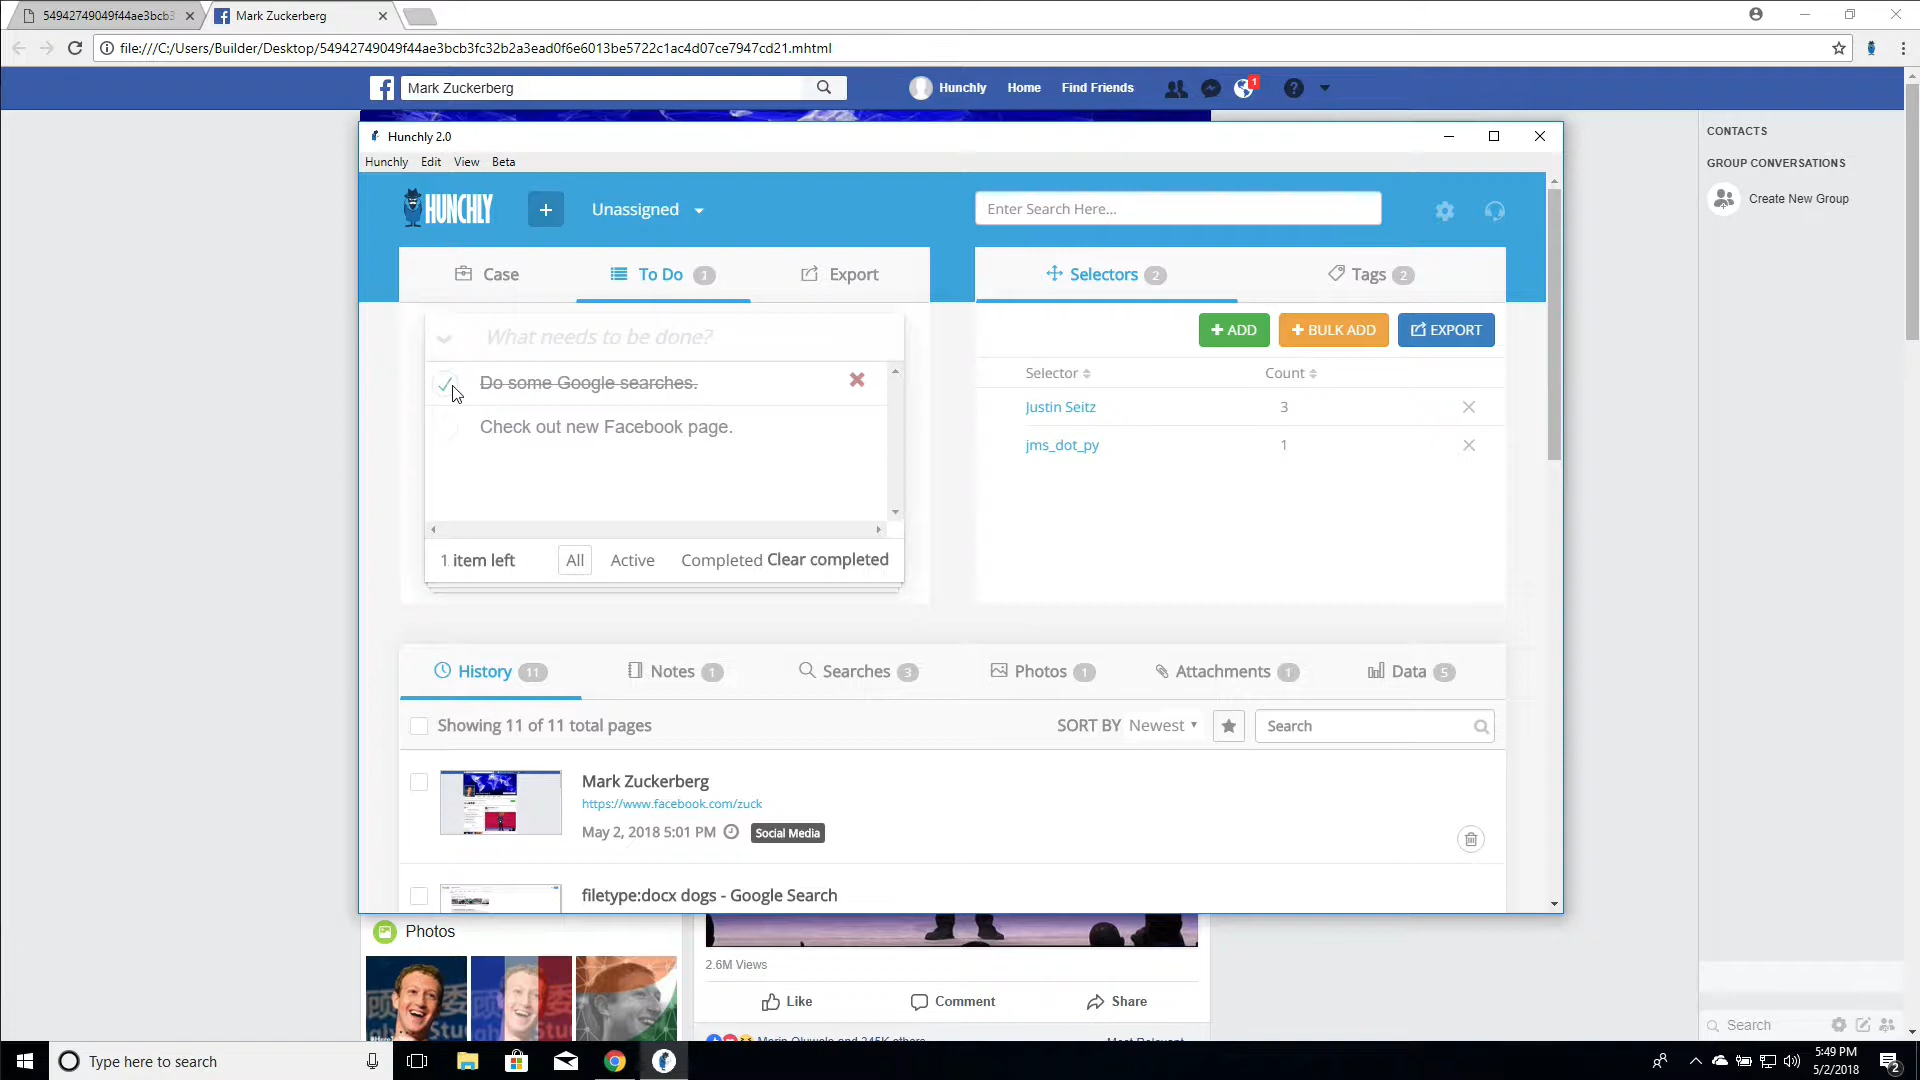 54942749049f44ae3bcb3
Mark Zuckerberg
file:///C:/Users/Builder/Desktop/54942749049f44ae3bcb3fc32b2a3ead0f6e6013be5722c1ac4d07ce7947cd21.mhtml
Mark Zuckerberg
Hunchly Home Find Friends
1
CONTACTS
GROUP CONVERSATIONS
Create New Group
Hunchly 2.0
Hunchly Edit View Beta
HUNCHLY
+ Unassigned
Enter Search Here...
Case To Do 1 Export
Selectors 2 Tags 2
What needs to be done?
Do some Google searches.
Check out new Facebook page.
1 item left All Active Completed Clear completed
+ ADD + BULK ADD EXPORT
Selector Count
Justin Seitz 3
jms_dot_py 1
History 11 Notes 1 Searches 3 Photos 1 Attachments 1 Data 5
Showing 11 of 11 total pages
SORT BY Newest
Search
Mark Zuckerberg
https://www.facebook.com/zuck
May 2, 2018 5:01 PM Social Media
filetype:docx dogs - Google Search
Photos
2.6M Views
Like Comment Share
Search
Type here to search
5:49 PM
5/2/2018
2